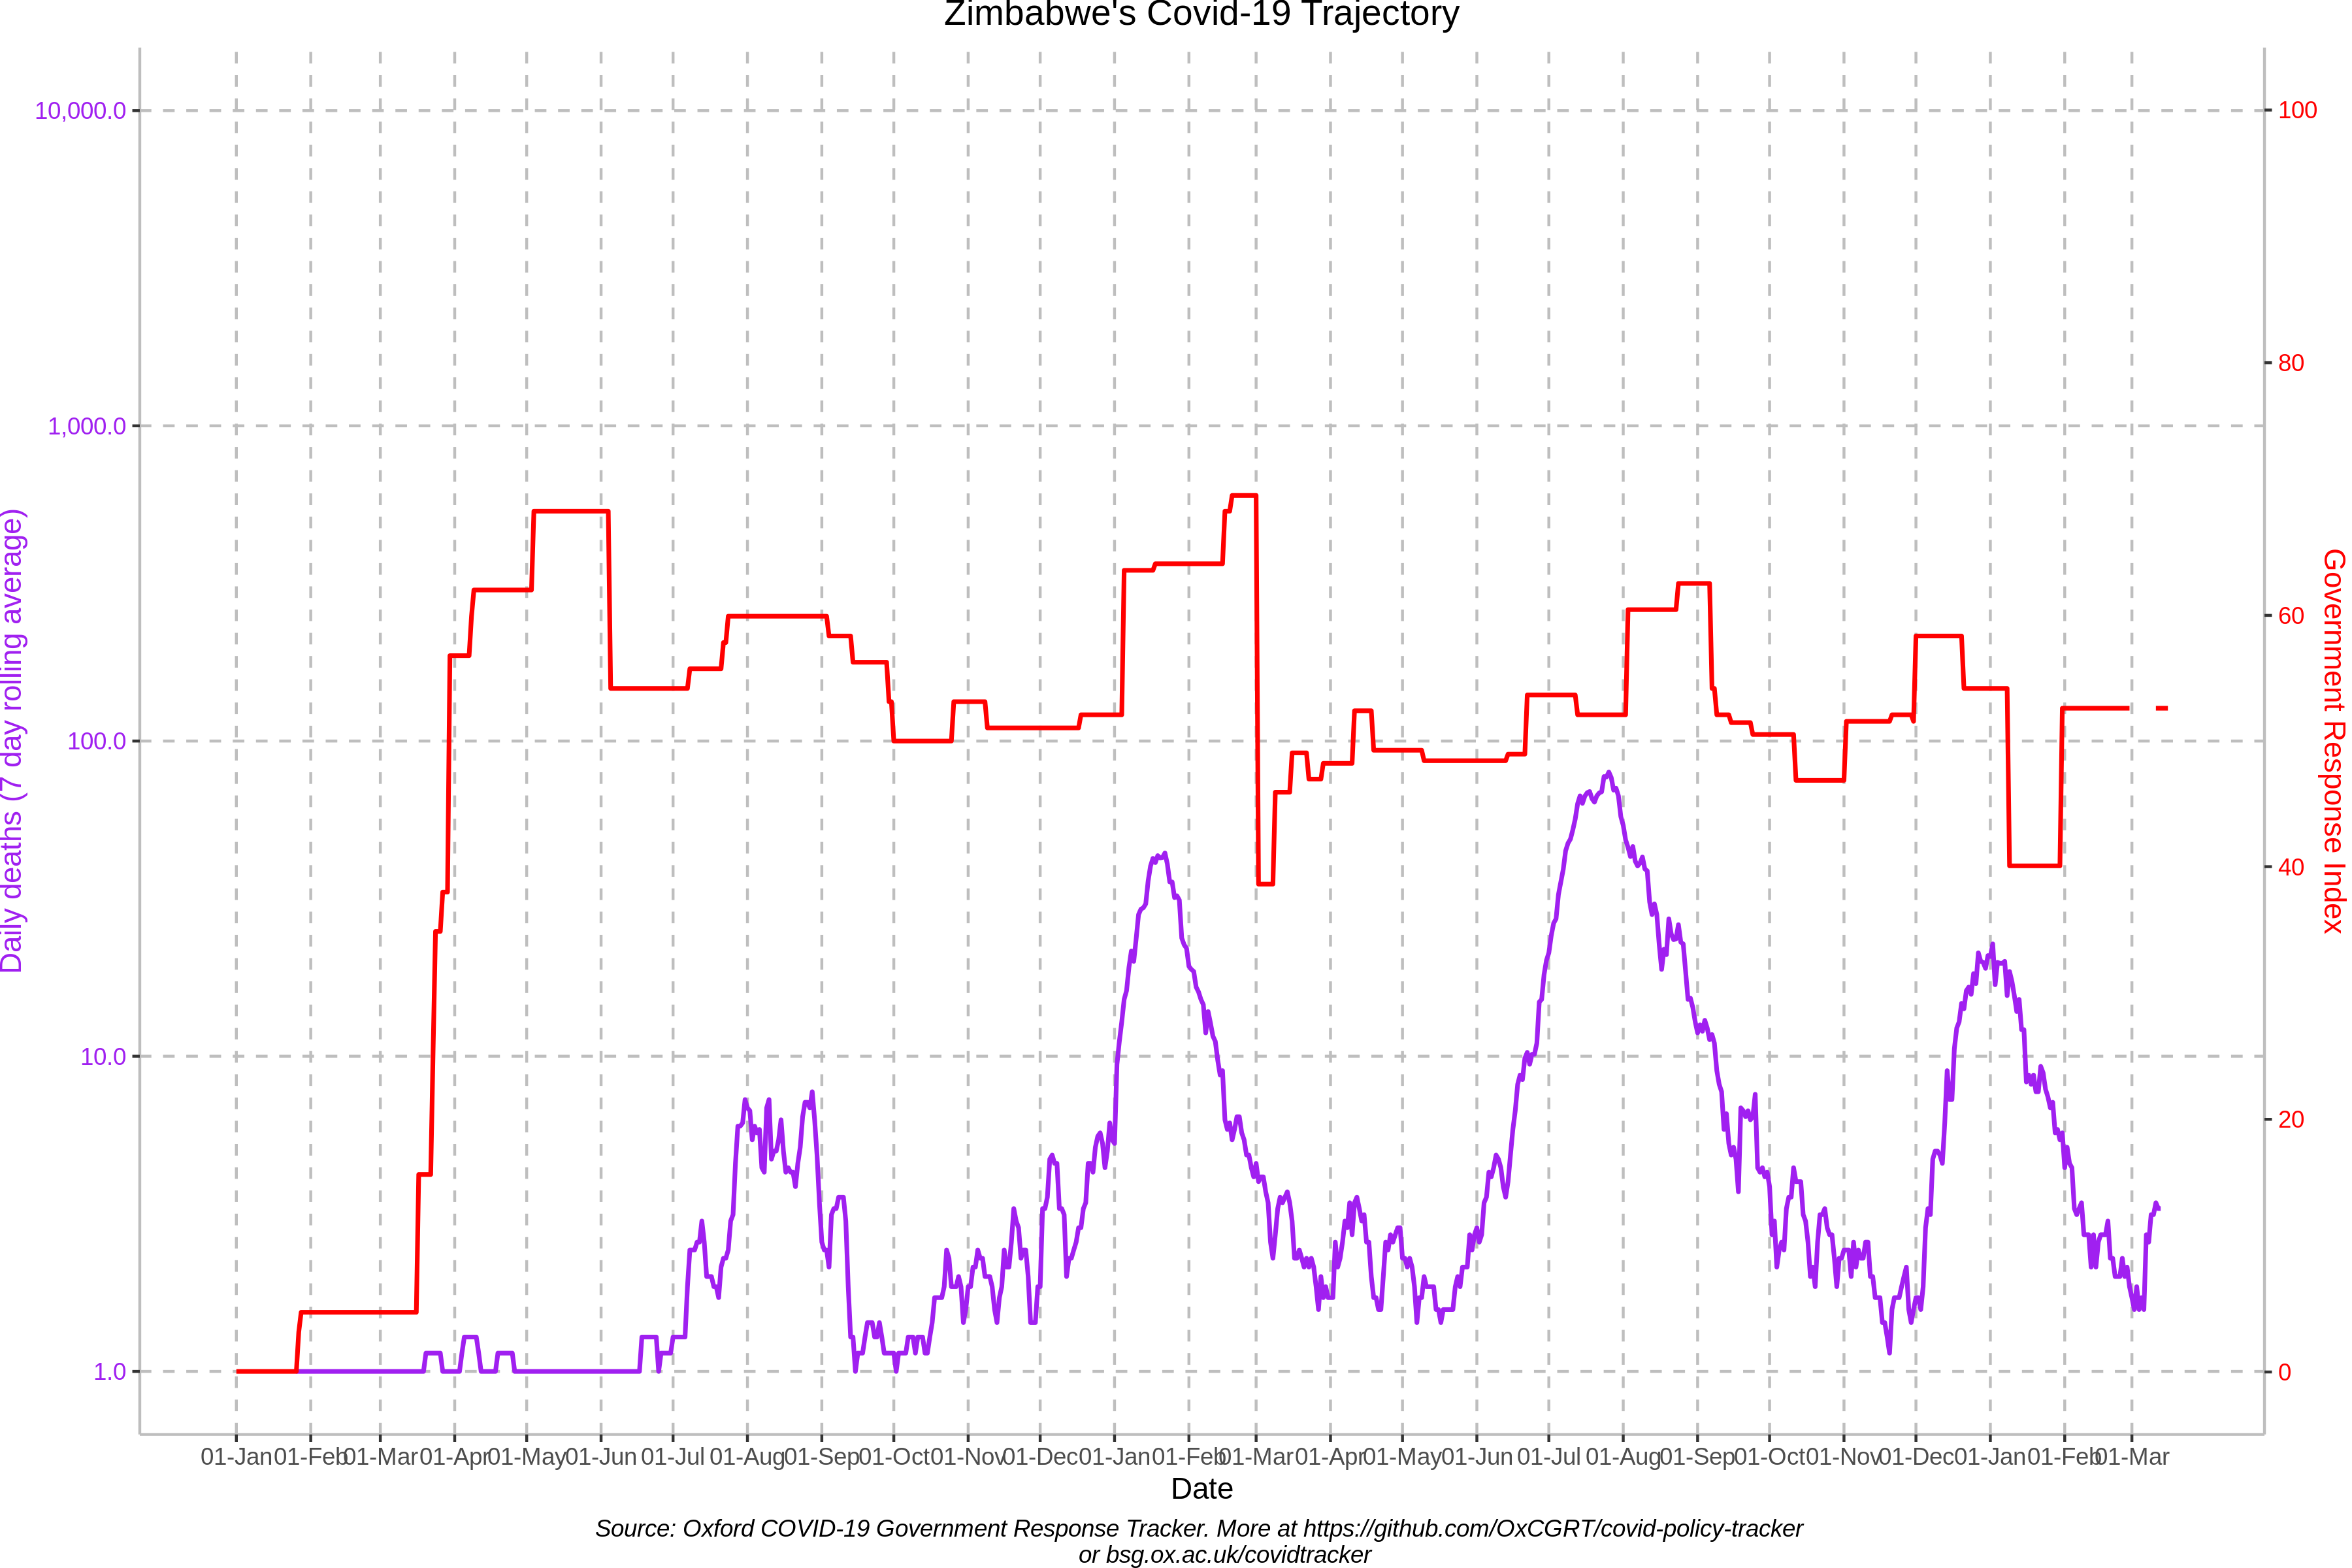 Zimbabwe's Covid-19 Trajectory
10,000.0
1,000.0
100.0
10.0
1.0
Daily deaths (7 day rolling average)
100
80
60
40
20
0
Government Response Index
01-Jan 01-Feb 01-Mar 01-Apr 01-May 01-Jun 01-Jul 01-Aug 01-Sep 01-Oct 01-Nov 01-Dec 01-Jan 01-Feb 01-Mar 01-Apr 01-May 01-Jun 01-Jul 01-Aug 01-Sep 01-Oct 01-Nov 01-Dec 01-Jan 01-Feb 01-Mar
Date
Source: Oxford COVID-19 Government Response Tracker. More at https://github.com/OxCGRT/covid-policy-tracker
or bsg.ox.ac.uk/covidtracker